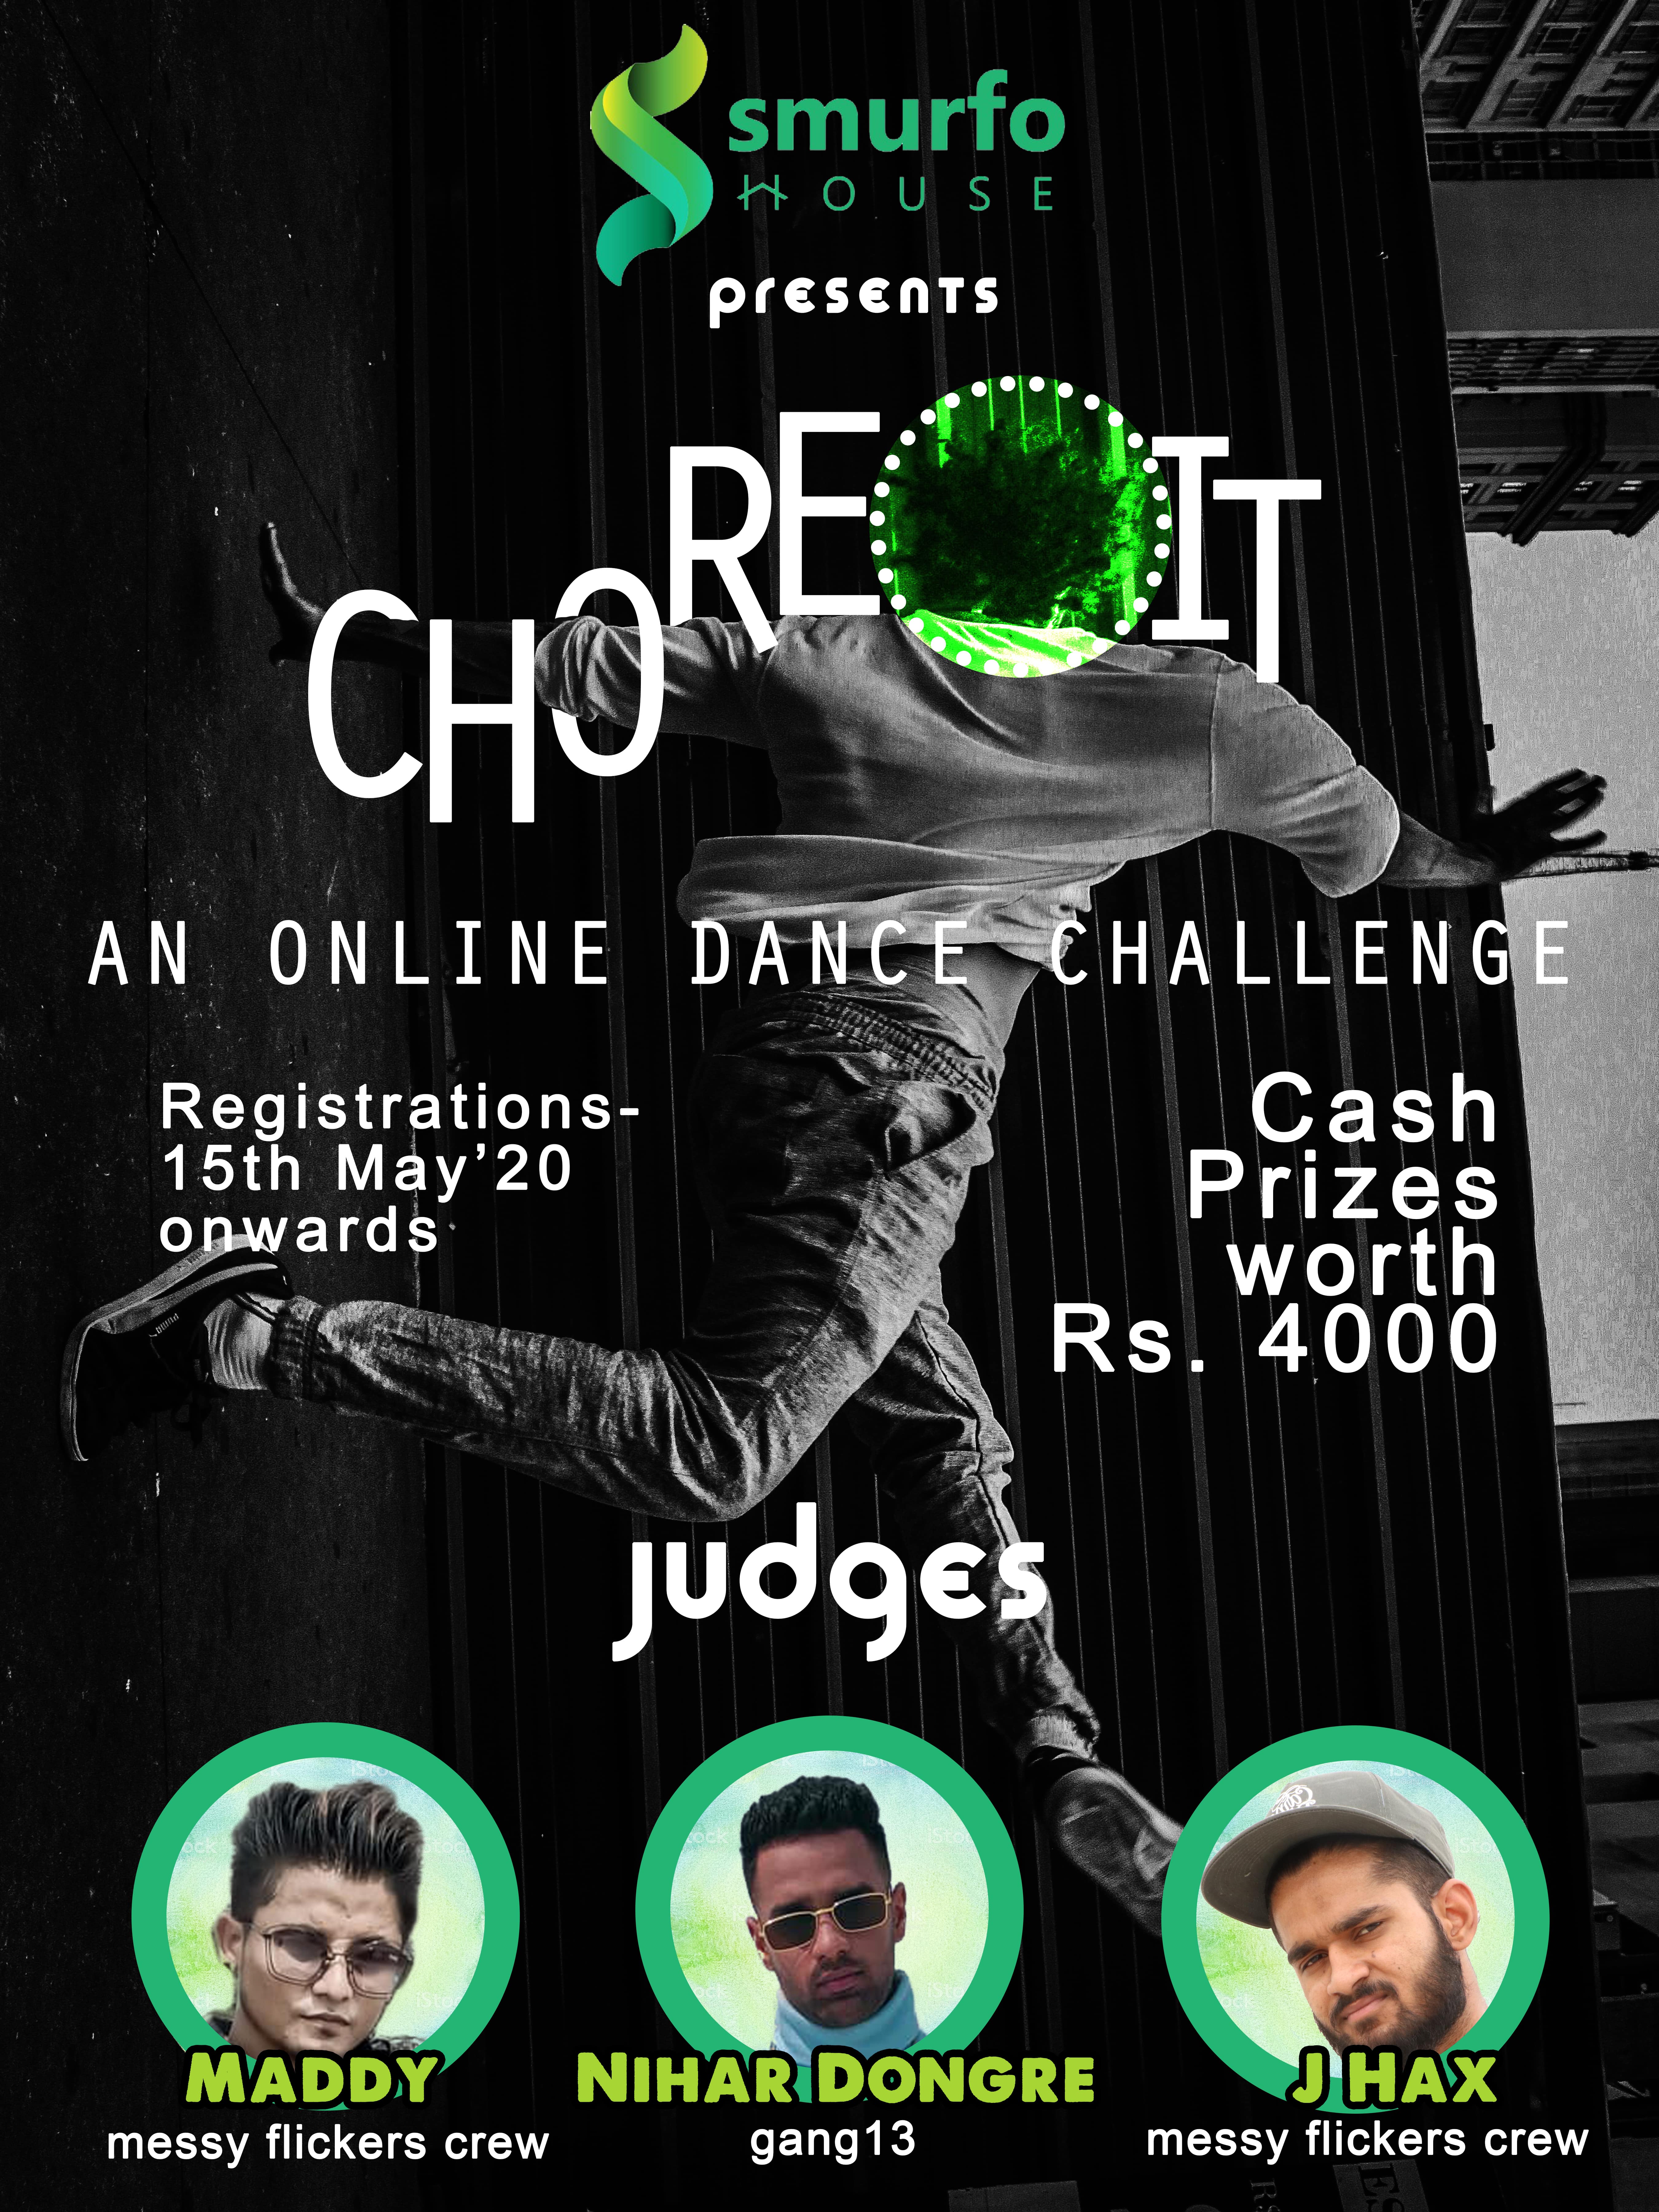 smurfo
HOUSE
presents
CHOREOIT
AN ONLINE DANCE CHALLENGE
Registrations-
15th May’20
onwards
Cash
Prizes
worth
Rs. 4000
judges
MADDY
messy flickers crew
NIHAR DONGRE
gang13
J HAX
messy flickers crew